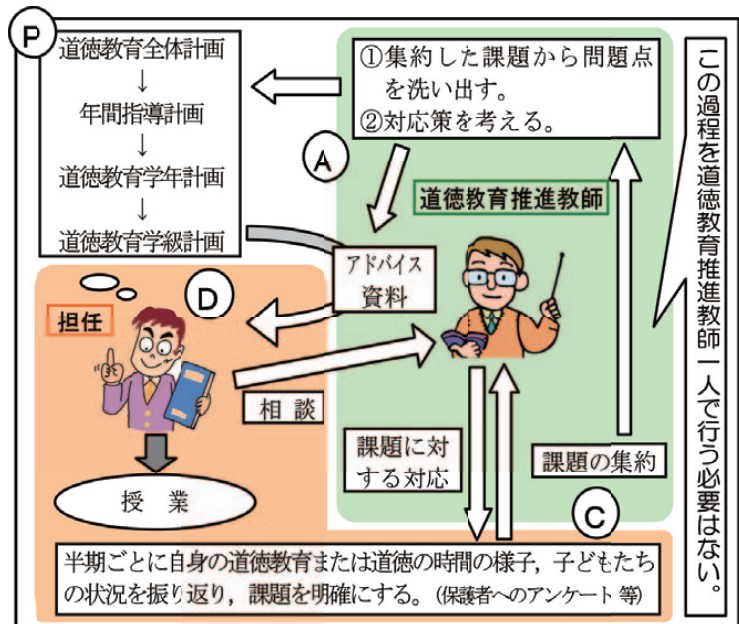 P
道徳教育全体計画
↓
年間指導計画
↓
道徳教育学年計画
↓
道徳教育学級計画
①集約した課題から問題点
を洗い出す。
②対応策を考える。
A
道徳教育推進教師
アドバイス
資料
D
担任
相 談
授 業
課題に対
する対応
課題の集約
C
半期ごとに自身の道徳教育または道徳の時間の様子，子どもたち
の状況を振り返り，課題を明確にする。（保護者へのアンケート 等）
この過程を道徳教育推進教師一人で行う必要はない。